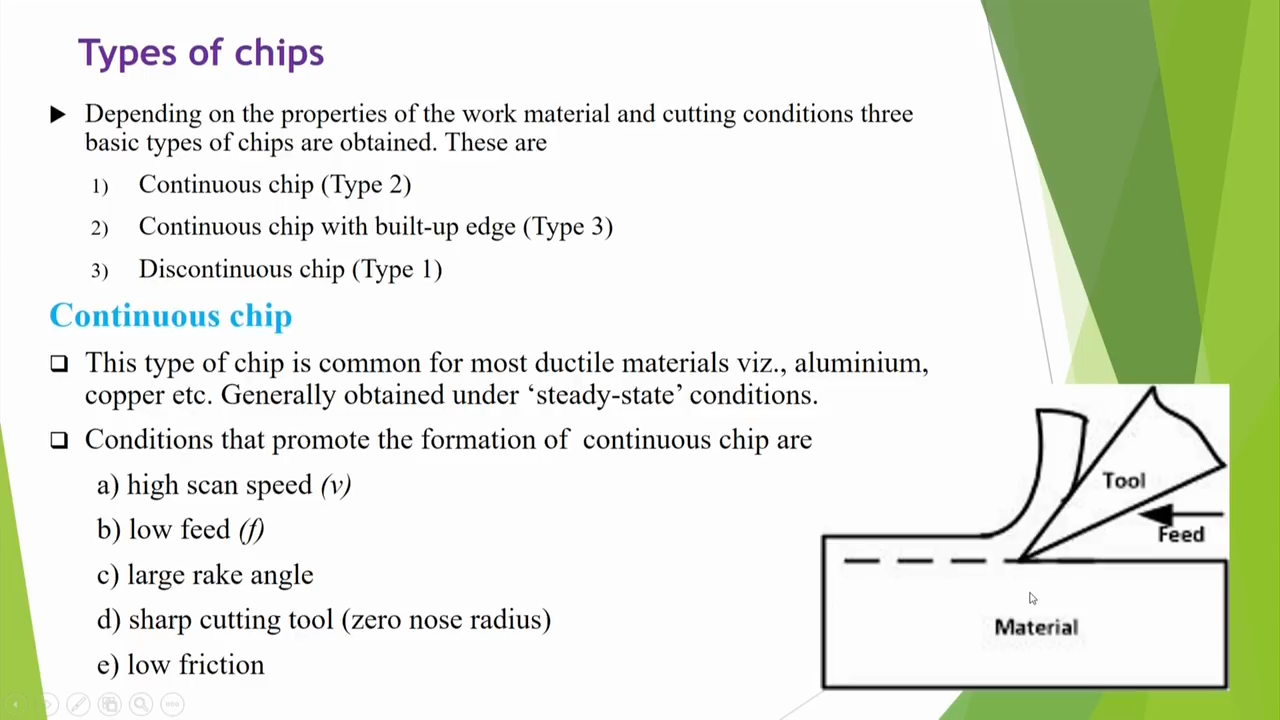 Types of chips
Depending on the properties of the work material and cutting conditions three
basic types of chips are obtained. These are
1) Continuous chip (Type 2)
2) Continuous chip with built-up edge (Type 3)
3) Discontinuous chip (Type 1)
Continuous chip
This type of chip is common for most ductile materials viz., aluminium,
copper etc. Generally obtained under ‘steady-state’ conditions.
Conditions that promote the formation of continuous chip are
a) high scan speed (v)
b) low feed (f)
c) large rake angle
d) sharp cutting tool (zero nose radius)
e) low friction
Tool
Feed
Material